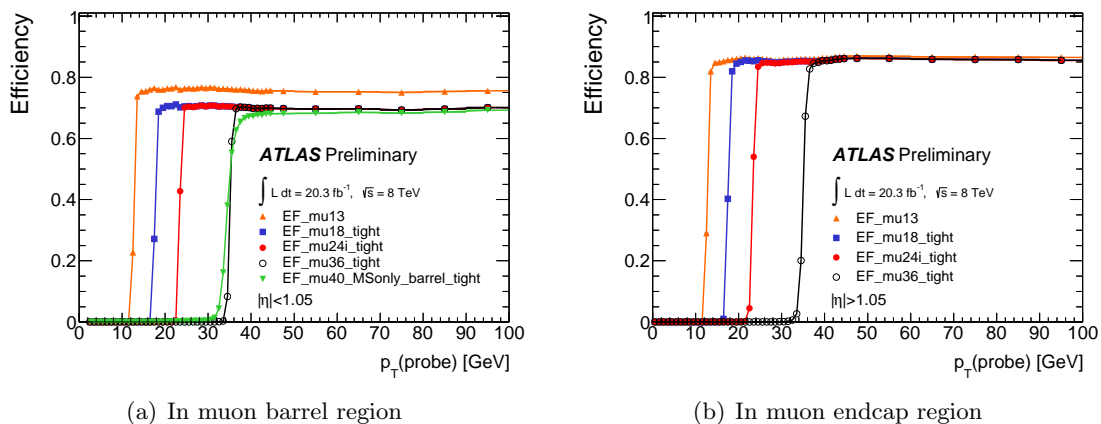 Efficiency
1
0.8
0.6
0.4
0.2
0
0 10 20 30 40 50 60 70 80 90 100
p_T(probe) [GeV]
ATLAS Preliminary
∫ L dt = 20.3 fb⁻¹, √s = 8 TeV
EF_mu13
EF_mu18_tight
EF_mu24i_tight
EF_mu36_tight
EF_mu40_MSonly_barrel_tight
|η|<1.05
(a) In muon barrel region
Efficiency
1
0.8
0.6
0.4
0.2
0
0 10 20 30 40 50 60 70 80 90 100
p_T(probe) [GeV]
ATLAS Preliminary
∫ L dt = 20.3 fb⁻¹, √s = 8 TeV
EF_mu13
EF_mu18_tight
EF_mu24i_tight
EF_mu36_tight
|η|>1.05
(b) In muon endcap region